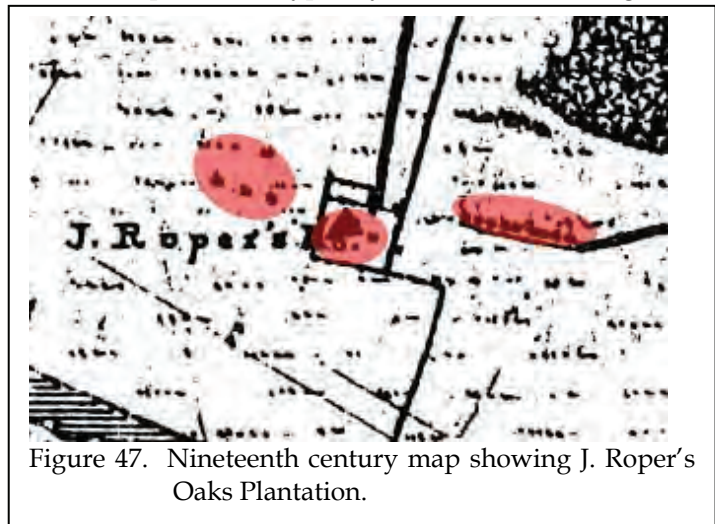 J. Roper's
Figure 47. Nineteenth century map showing J. Roper's
Oaks Plantation.